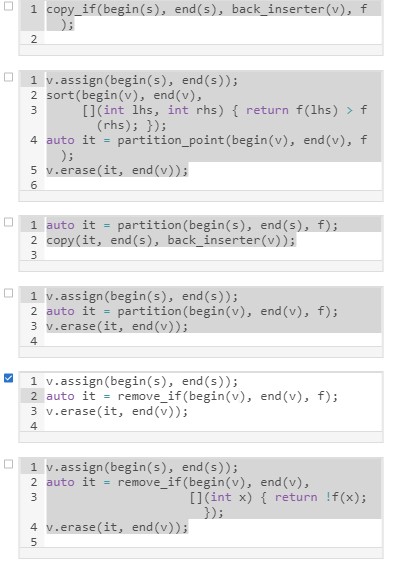 1 copy_if(begin(s), end(s), back_inserter(v), f
);
2
1 v.assign(begin(s), end(s));
2 sort(begin(v), end(v),
3 [](int lhs, int rhs) { return f(lhs) > f
(rhs); });
4 auto it = partition_point(begin(v), end(v), f
);
5 v.erase(it, end(v));
6
1 auto it = partition(begin(s), end(s), f);
2 copy(it, end(s), back_inserter(v));
3
1 v.assign(begin(s), end(s));
2 auto it = partition(begin(v), end(v), f);
3 v.erase(it, end(v));
4
1 v.assign(begin(s), end(s));
2 auto it = remove_if(begin(v), end(v), f);
3 v.erase(it, end(v));
4
1 v.assign(begin(s), end(s));
2 auto it = remove_if(begin(v), end(v),
3 [](int x) { return !f(x);
});
4 v.erase(it, end(v));
5